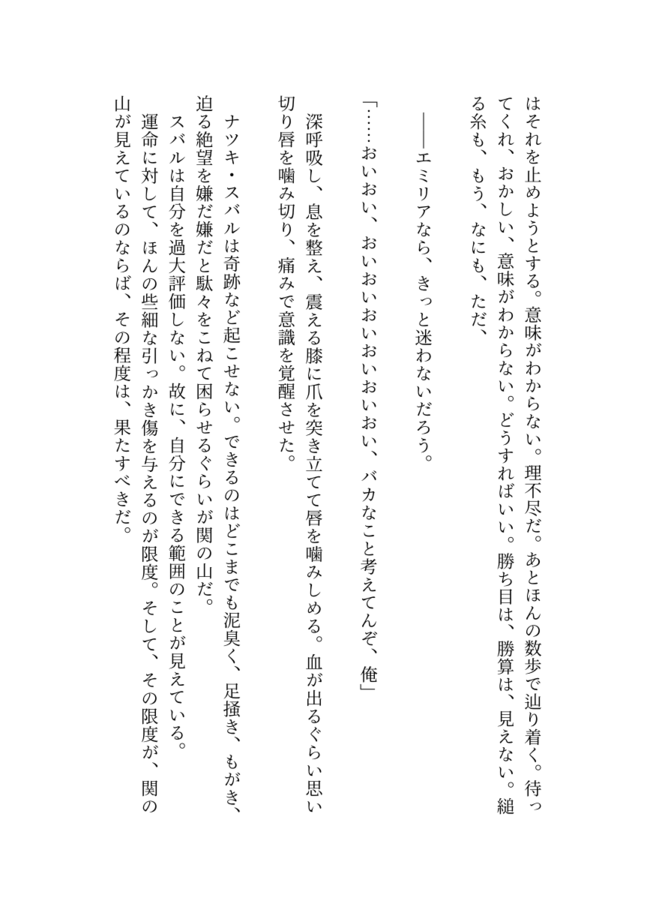 はそれを止めようとする。意味がわからない。理不尽だ。あとほんの数歩で辿り着く。待っ
てくれ、おかしい、意味がわからない。どうすればいい。勝ち目は、勝算は、見えない。縋
る糸も、もう、なにも、ただ、
――エミリアなら、きっと迷わないだろう。
「……おいおい、おいおいおいおいおいおい、バカなこと考えてんぞ、俺」
深呼吸し、息を整え、震える膝に爪を突き立てて唇を噛みしめる。血が出るぐらい思い
切り唇を噛み切り、痛みで意識を覚醒させた。
ナツキ・スバルは奇跡など起こせない。できるのはどこまでも泥臭く、足掻き、もがき、
迫る絶望を嫌だ嫌だと駄々をこねて困らせるぐらいが関の山だ。
スバルは自分を過大評価しない。故に、自分にできる範囲のことが見えている。
運命に対して、ほんの些細な引っかき傷を与えるのが限度。そして、その限度が、関の
山が見えているのならば、その程度は、果たすべきだ。